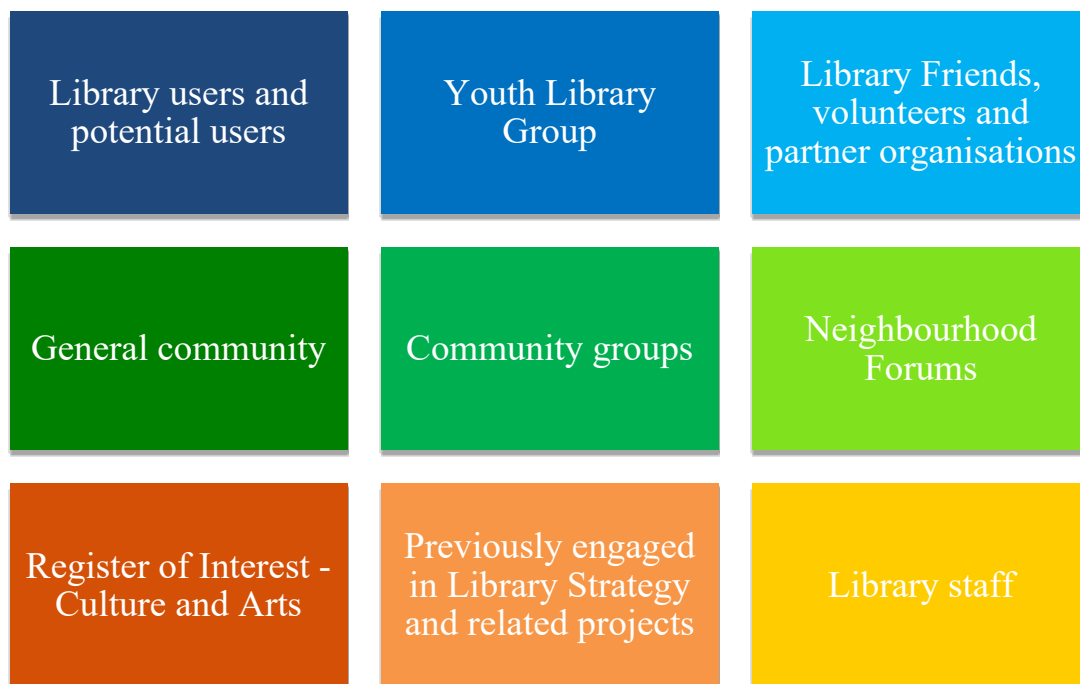 Library users and
potential users
Youth Library
Group
Library Friends,
volunteers and
partner organisations
General community
Community groups
Neighbourhood
Forums
Register of Interest -
Culture and Arts
Previously engaged
in Library Strategy
and related projects
Library staff